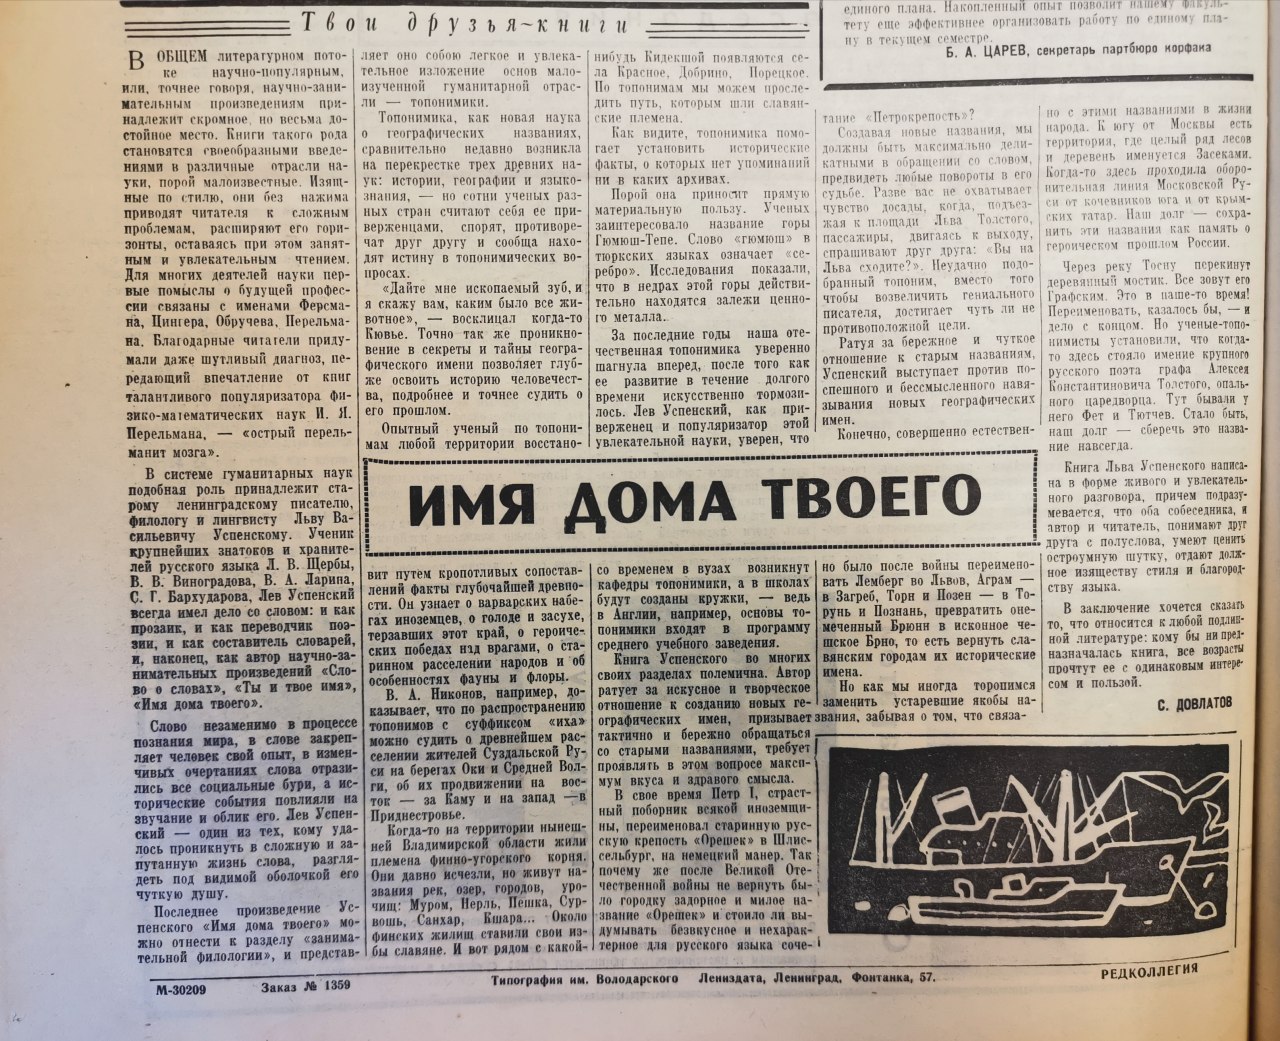 Твои друзья-книги
В ОБЩЕМ литературном пото-
ке научно-популярным,
или, точнее говоря, научно-зани-
мательным произведениям при-
надлежит скромное, но весьма до-
стойное место. Книги такого рода
становятся своеобразными введе-
ниями в различные отрасли на-
уки, порой малоизвестные. Изящ-
ные по стилю, они без нажима
приводят читателя к сложным
проблемам, расширяют его гори-
зонты, оставаясь при этом занят-
ным и увлекательным чтением.
Для многих деятелей науки пер-
вые помыслы о будущей профес-
сии связаны с именами Ферсма-
на, Цингера, Обручева, Перельма-
на. Благодарные читатели приду-
мали даже шутливый диагноз, пе-
редающий впечатление от книг
талантливого популяризатора фи-
зико-математических наук И. Я.
Перельмана, — «острый перель-
манит мозга».
В системе гуманитарных наук
подобная роль принадлежит ста-
рому ленинградскому писателю,
филологу и лингвисту Льву Ва-
сильевичу Успенскому. Ученик
крупнейших знатоков и храните-
лей русского языка Л. В. Щербы,
В. В. Виноградова, В. А. Ларина,
С. Г. Бархударова, Лев Успенский
всегда имел дело со словом: и как
прозаик, и как переводчик поэ-
зии, и как составитель словарей,
и, наконец, как автор научно-за-
нимательных произведений «Сло-
во о словах», «Ты и твое имя»,
«Имя дома твоего».
Слово незаменимо в процессе
познания мира, в слове закреп-
ляет человек свой опыт, в измен-
чивых очертаниях слова отрази-
лись все социальные бури, а ис-
торические события повлияли на
звучание и облик его. Лев Успен-
ский — один из тех, кому уда-
лось проникнуть в сложную и за-
путанную жизнь слова, разгля-
деть под видимой оболочкой его
чуткую душу.
Последнее произведение Ус-
пенского «Имя дома твоего» мо-
жно отнести к разделу «занима-
тельной филологии», и представ-
ляет оно собою легкое и увлека-
тельное изложение основ мало-
изученной гуманитарной отрас-
ли — топонимики.
Топонимика, как новая наука
о географических названиях,
сравнительно недавно возникла
на перекрестке трех древних на-
ук: истории, географии и языко-
знания, — но сотни ученых раз-
ных стран считают себя ее при-
верженцами, спорят, противоре-
чат друг другу и сообща нахо-
дят истину в топонимических во-
просах.
«Дайте мне ископаемый зуб, и
я скажу вам, каким было все жи-
вотное», — восклицал когда-то
Кювье. Точно так же проникно-
вение в секреты и тайны геогра-
фического имени позволяет глуб-
же освоить историю человечест-
ва, подробнее и точнее судить о
его прошлом.
Опытный ученый по топони-
мам любой территории восстано-
нибудь Кидекшой появляются се-
ла Красное, Добрино, Порецкое.
По топонимам мы можем просле-
дить путь, которым шли славян-
ские племена.
Как видите, топонимика помо-
гает установить исторические
факты, о которых нет упоминаний
ни в каких архивах.
Порой она приносит прямую
материальную пользу. Ученых
заинтересовало название горы
Гюмюш-Тепе. Слово «гюмюш» в
тюркских языках означает «се-
ребро». Исследования показали,
что в недрах этой горы действи-
тельно находятся залежи ценно-
го металла.
За последние годы наша оте-
чественная топонимика уверенно
шагнула вперед, после того как
ее развитие в течение долгого
времени искусственно тормози-
лось. Лев Успенский, как при-
верженец и популяризатор этой
увлекательной науки, уверен, что
единого плана. Накопленный опыт позволит нашему факуль-
тету еще эффективнее организовать работу по единому пла-
ну в текущем семестре.
Б. А. ЦАРЕВ, секретарь партбюро морфака
тание «Петрокрепость»?
Создавая новые названия, мы
должны быть максимально дели-
катными в обращении со словом,
предвидеть любые повороты в его
судьбе. Разве вас не охватывает
чувство досады, когда, подъез-
жая к площади Льва Толстого,
пассажиры, двигаясь к выходу,
спрашивают друг друга: «Вы на
Льва сходите?». Неудачно подо-
бранный топоним, вместо того
чтобы возвеличить гениального
писателя, достигает чуть ли не
противоположной цели.
Ратуя за бережное и чуткое
отношение к старым названиям,
Успенский выступает против по-
спешного и бессмысленного навя-
зывания новых географических
имен.
Конечно, совершенно естествен-
ИМЯ ДОМА ТВОЕГО
вит путем кропотливых сопостав-
лений факты глубочайшей древно-
сти. Он узнает о варварских набе-
гах иноземцев, о голоде и засухе,
терзавших этот край, о героиче-
ских победах над врагами, о ста-
ринном расселении народов и об
особенностях фауны и флоры.
В. А. Никонов, например, до-
казывает, что по распространению
топонимов с суффиксом «иха»
можно судить о древнейшем рас-
селении жителей Суздальской Ру-
си на берегах Оки и Средней Вол-
ги, об их продвижении на вос-
ток — за Каму и на запад — в
Приднестровье.
Когда-то на территории нынеш-
ней Владимирской области жили
племена финно-угорского корня.
Они давно исчезли, но живут на-
звания рек, озер, городов, уро-
чищ: Муром, Нерль, Пешка, Сур-
вошь, Санхар, Кшара... Около
финских жилищ ставили свои из-
бы славяне. И вот рядом с какой-
со временем в вузах возникнут
кафедры топонимики, а в школах
будут созданы кружки, — ведь
в Англии, например, основы то-
понимики входят в программу
среднего учебного заведения.
Книга Успенского во многих
своих разделах полемична. Автор
ратует за искусное и творческое
отношение к созданию новых ге-
ографических имен, призывает
тактично и бережно обращаться
со старыми названиями, требует
проявлять в этом вопросе макси-
мум вкуса и здравого смысла.
В свое время Петр I, страст-
ный поборник всякой иноземщи-
ны, переименовал старинную рус-
скую крепость «Орешек» в Шлис-
сельбург, на немецкий манер. Так
почему же после Великой Оте-
чественной войны не вернуть бы-
ло городку задорное и милое на-
звание «Орешек» и стоило ли вы-
думывать безвкусное и нехарак-
терное для русского языка соче-
но было после войны переимено-
вать Лемберг во Львов, Аграм —
в Загреб, Торн и Позен — в То-
рунь и Познань, превратить оне-
меченный Брюнн в исконное че-
шское Брно, то есть вернуть сла-
вянским городам их исторические
имена.
Но как мы иногда торопимся
заменить устаревшие якобы на-
звания, забывая о том, что связа-
но с этими названиями в жизни
народа. К югу от Москвы есть
территория, где целый ряд лесов
и деревень именуется Засеками.
Когда-то здесь проходила оборо-
нительная линия Московской Ру-
си от кочевников юга и от крым-
ских татар. Наш долг — сохра-
нить эти названия как память о
героическом прошлом России.
Через реку Тосну перекинут
деревянный мостик. Все зовут его
Графским. Это в наше-то время!
Переименовать, казалось бы, — и
дело с концом. Но ученые-топо-
нимисты установили, что когда-
то здесь стояло имение крупного
русского поэта графа Алексея
Константиновича Толстого, опаль-
ного царедворца. Тут бывали у
него Фет и Тютчев. Стало быть,
наш долг — сберечь это назва-
ние навсегда.
Книга Льва Успенского написа-
на в форме живого и увлекатель-
ного разговора, причем подразу-
мевается, что оба собеседника, и
автор и читатель, понимают друг
друга с полуслова, умеют ценить
остроумную шутку, отдают долж-
ное изяществу стиля и благород-
ству языка.
В заключение хочется сказать
то, что относится к любой подлин-
ной литературе: кому бы ни пред-
назначалась книга, все возрасты
прочтут ее с одинаковым интере-
сом и пользой.
С. ДОВЛАТОВ
РЕДКОЛЛЕГИЯ
М-30209 Заказ № 1359 Типография им. Володарского Лениздата, Ленинград, Фонтанка, 57.